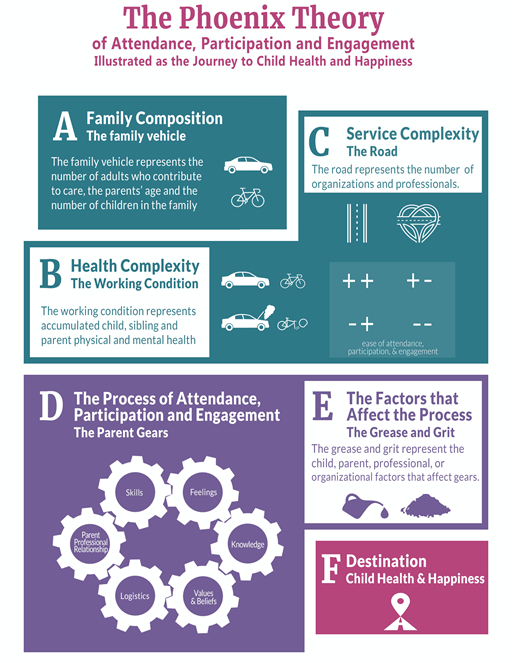 The Phoenix Theory
of Attendance, Participation and Engagement
Illustrated as the Journey to Child Health and Happiness
A
Family Composition
The family vehicle
The family vehicle represents the
number of adults who contribute
to care, the parents' age and the
number of children in the family
C
Service Complexity
The Road
The road represents the number of
organizations and professionals.
B
Health Complexity
The Working Condition
The working condition represents
accumulated child, sibling and
parent physical and mental health
++ +-
-+ --
ease of attendance,
participation, & engagement
D
The Process of Attendance,
Participation and Engagement
The Parent Gears
Skills
Feelings
Parent
Professional
Relationship
Knowledge
Logistics
Values
& Beliefs
E
The Factors that
Affect the Process
The Grease and Grit
The grease and grit represent the
child, parent, professional, or
organizational factors that affect gears.
F
Destination
Child Health & Happiness